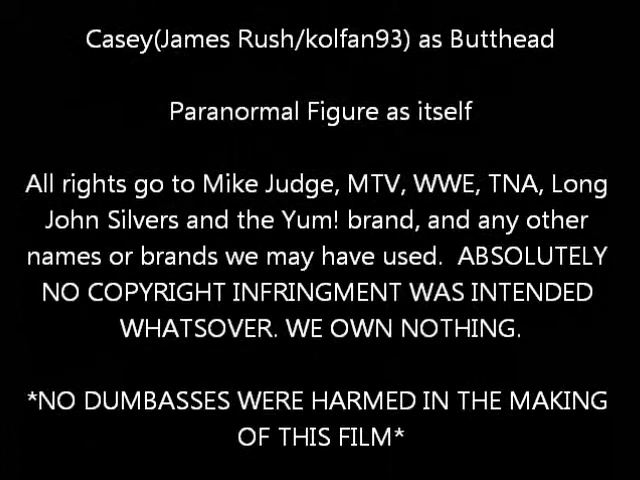 Casey(James Rush/kolfan93) as Butthead
Paranormal Figure as itself
All rights go to Mike Judge, MTV, WWE, TNA, Long
John Silvers and the Yum! brand, and any other
names or brands we may have used.  ABSOLUTELY
NO COPYRIGHT INFRINGMENT WAS INTENDED
WHATSOVER. WE OWN NOTHING.
*NO DUMBASSES WERE HARMED IN THE MAKING
OF THIS FILM*